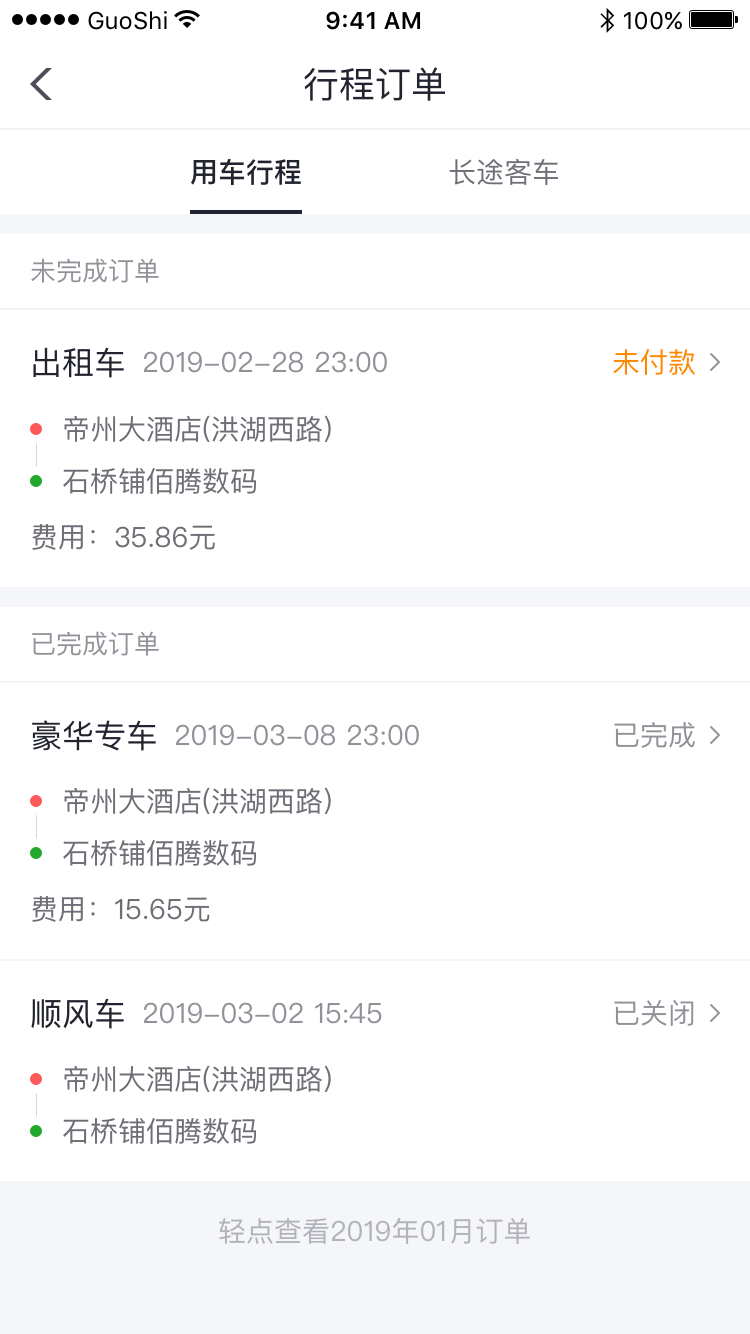 GuoShi 9:41 AM 100%
行程订单
用车行程 长途客车
未完成订单
出租车 2019-02-28 23:00 未付款
帝州大酒店(洪湖西路)
石桥铺佰腾数码
费用：35.86元
已完成订单
豪华专车 2019-03-08 23:00 已完成
帝州大酒店(洪湖西路)
石桥铺佰腾数码
费用：15.65元
顺风车 2019-03-02 15:45 已关闭
帝州大酒店(洪湖西路)
石桥铺佰腾数码
轻点查看2019年01月订单